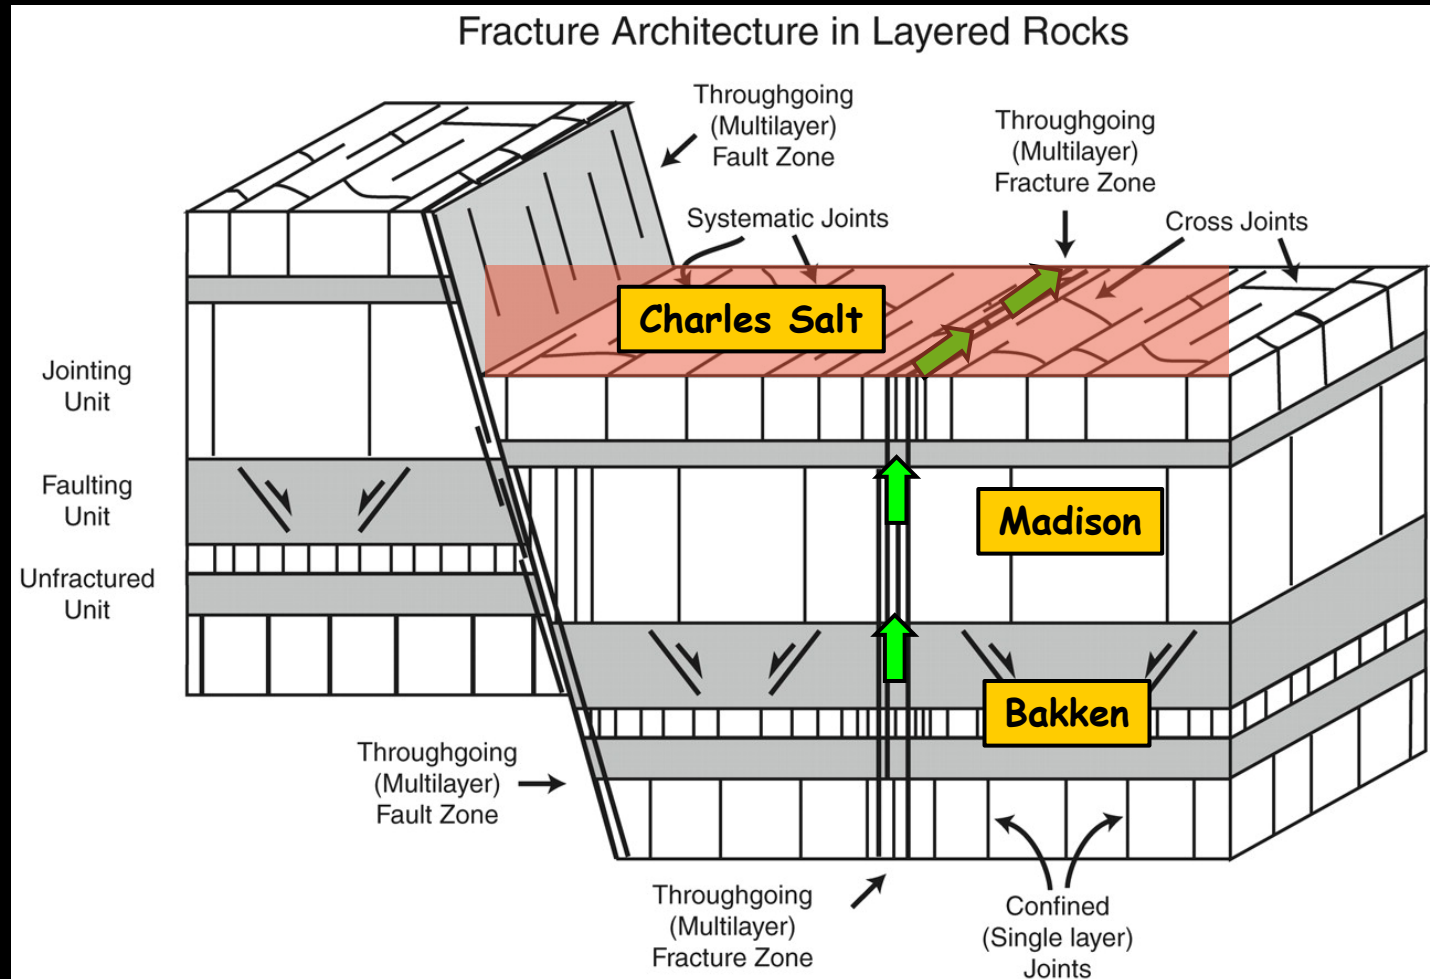 Fracture Architecture in Layered Rocks
Throughgoing
(Multilayer)
Fault Zone
Throughgoing
(Multilayer)
Fracture Zone
Systematic Joints
Cross Joints
Charles Salt
Jointing
Unit
Faulting
Unit
Madison
Unfractured
Unit
Bakken
Throughgoing
(Multilayer)
Fault Zone
Throughgoing
(Multilayer)
Fracture Zone
Confined
(Single layer)
Joints